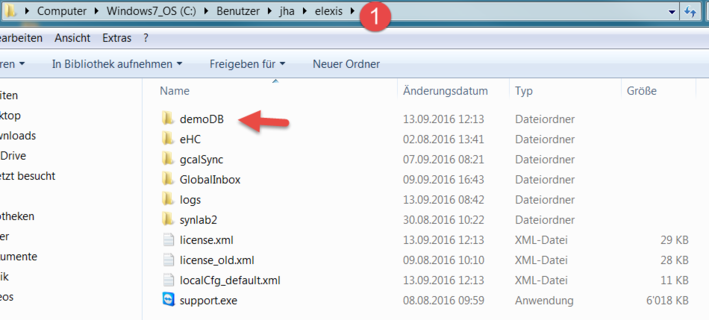 Computer ▸ Windows7_OS (C:) ▸ Benutzer ▸ jha ▸ elexis ▸ 1
earbeiten Ansicht Extras ?
ren ▾ In Bibliothek aufnehmen ▾ Freigeben für ▾ Neuer Ordner
Name Änderungsdatum Typ Größe
iten
demoDB 13.09.2016 12:13 Dateiordner
ktop
eHC 02.08.2016 13:41 Dateiordner
wnloads
gcalSync 07.09.2016 08:21 Dateiordner
Drive
GlobalInbox 09.09.2016 16:43 Dateiordner
etzt besucht
logs 13.09.2016 08:42 Dateiordner
synlab2 30.08.2016 10:22 Dateiordner
otheken
license.xml 13.09.2016 12:13 XML-Datei 29 KB
er
license_old.xml 09.08.2016 10:10 XML-Datei 28 KB
umente
localCfg_default.xml 13.09.2016 12:13 XML-Datei 11 KB
ik
support.exe 08.08.2016 09:59 Anwendung 6'018 KB
eos